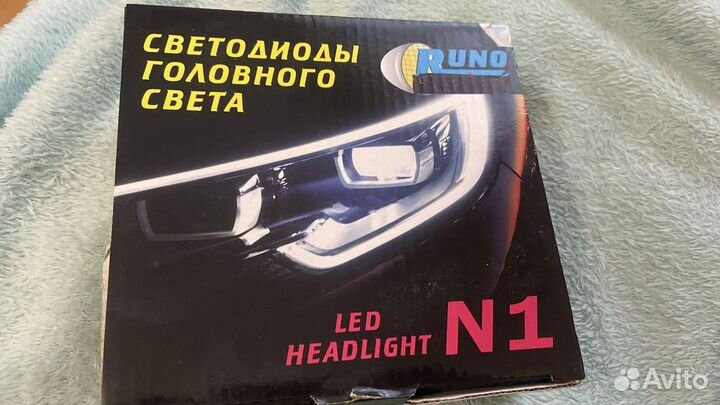 СВЕТОДИОДЫ
ГОЛОВНОГО
СВЕТА
RUNO
LED
HEADLIGHT N1
Avito